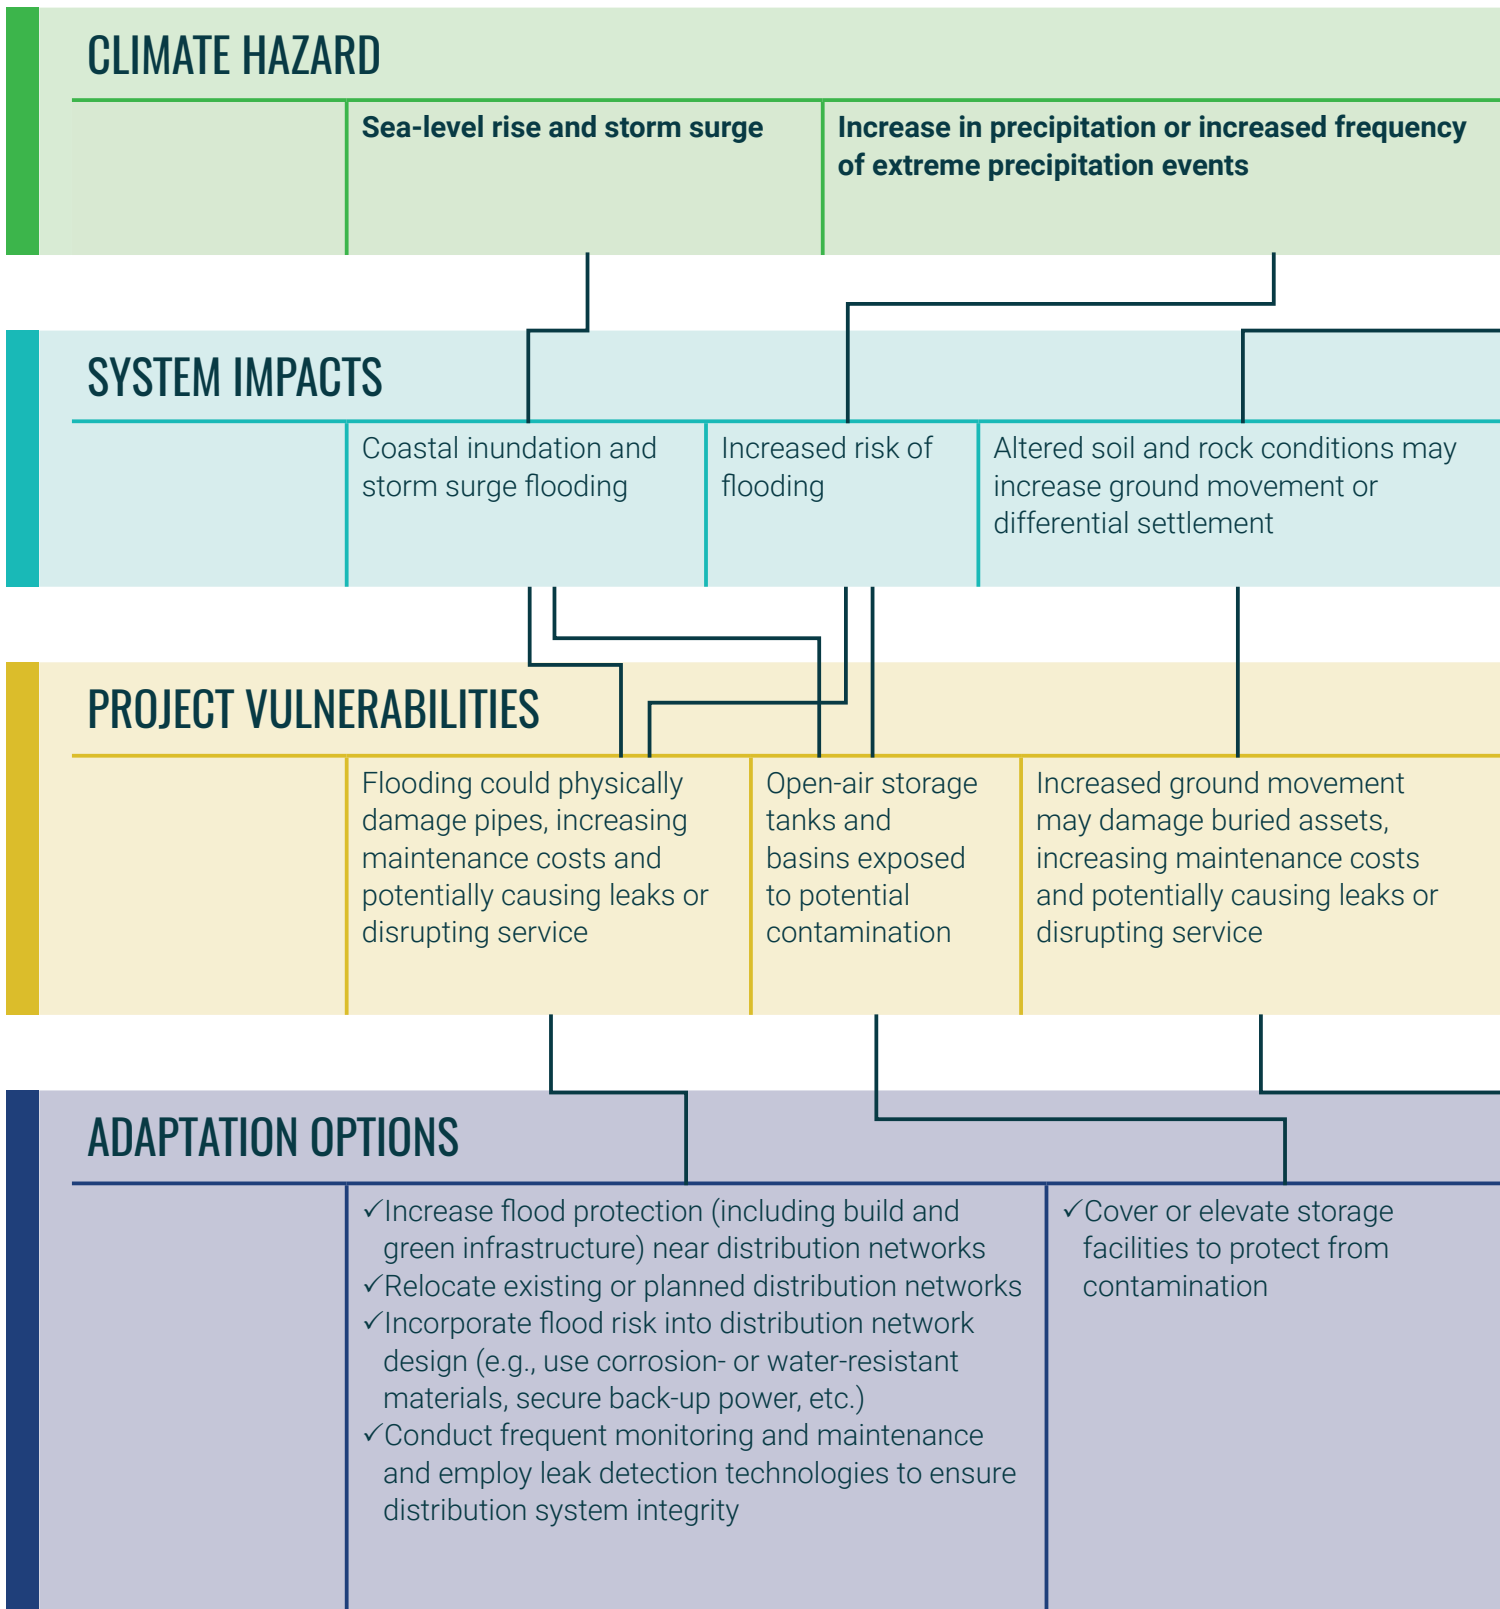 CLIMATE HAZARD
Sea-level rise and storm surge
Increase in precipitation or increased frequency
of extreme precipitation events
SYSTEM IMPACTS
Coastal inundation and
storm surge flooding
Increased risk of
flooding
Altered soil and rock conditions may
increase ground movement or
differential settlement
PROJECT VULNERABILITIES
Flooding could physically
damage pipes, increasing
maintenance costs and
potentially causing leaks or
disrupting service
Open-air storage
tanks and
basins exposed
to potential
contamination
Increased ground movement
may damage buried assets,
increasing maintenance costs
and potentially causing leaks or
disrupting service
ADAPTATION OPTIONS
✓Increase flood protection (including build and
green infrastructure) near distribution networks
✓Relocate existing or planned distribution networks
✓Incorporate flood risk into distribution network
design (e.g., use corrosion- or water-resistant
materials, secure back-up power, etc.)
✓Conduct frequent monitoring and maintenance
and employ leak detection technologies to ensure
distribution system integrity
✓Cover or elevate storage
facilities to protect from
contamination